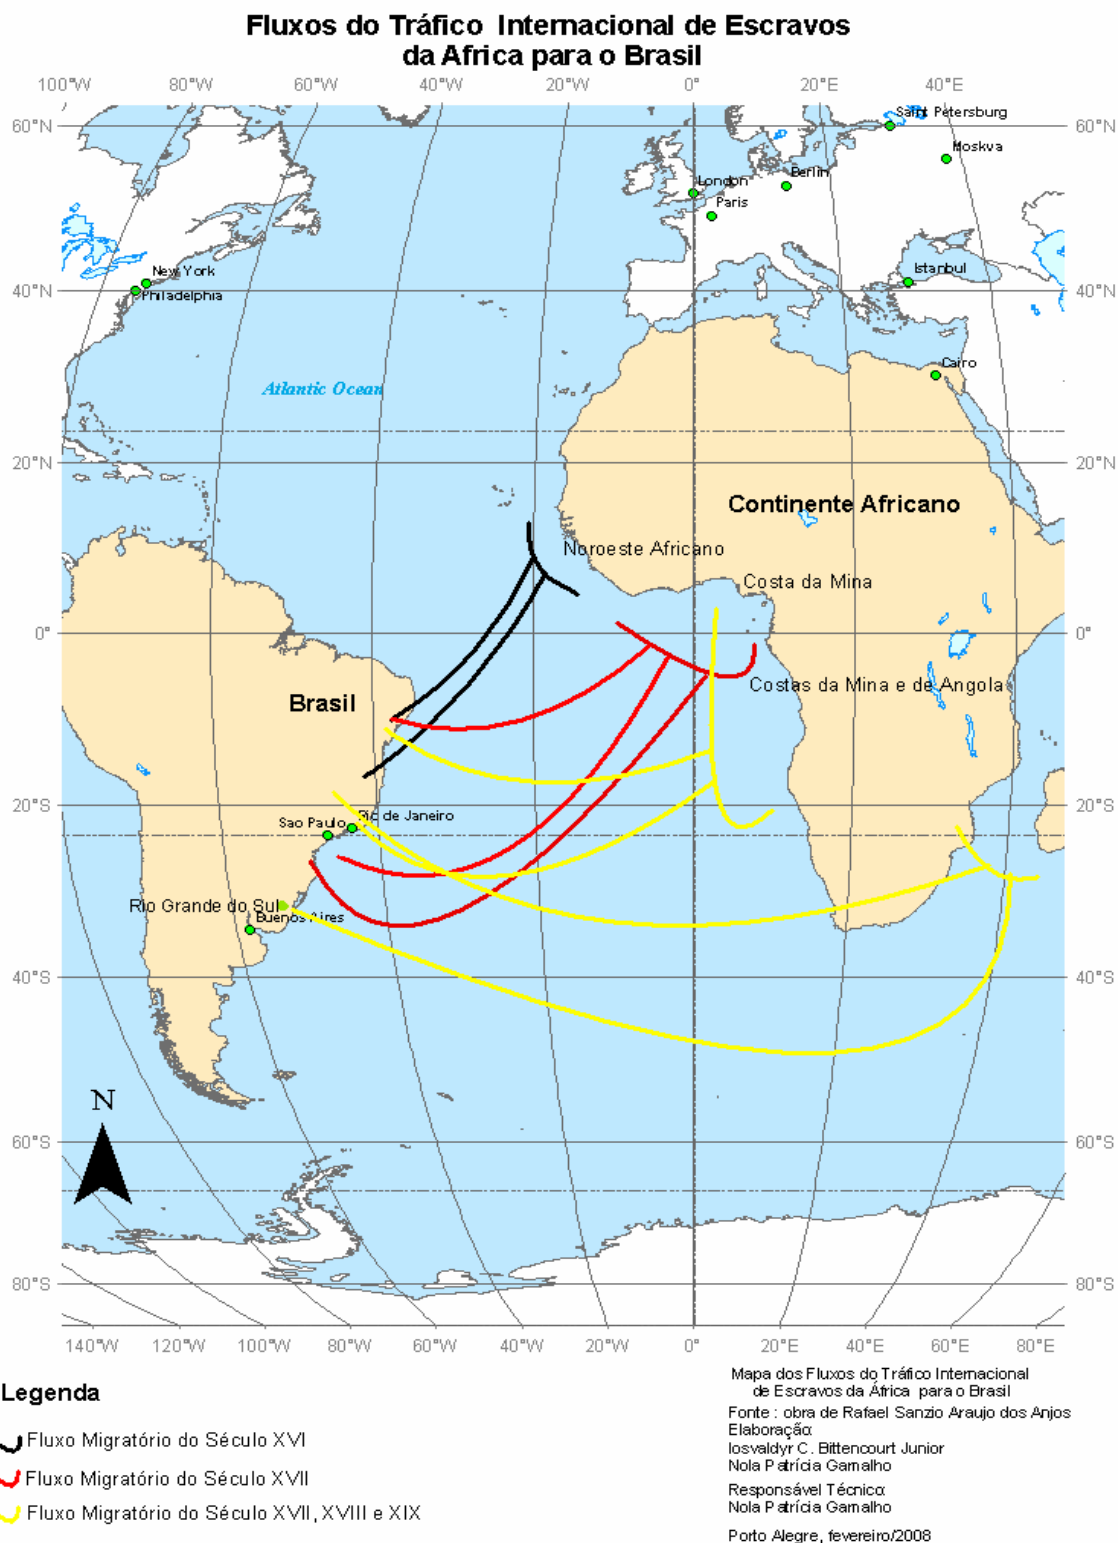 Fluxos do Tráfico Internacional de Escravos
da Africa para o Brasil
100°W 80°W 60°W 40°W 20°W 0° 20°E 40°E
60°N 60°N
Saint Petersburg
Moskva
London
Berlin
Paris
New York
Philadelphia
Istanbul
40°N 40°N
Cairo
Atlantic Ocean
20°N 20°N
Continente Africano
Noroeste Africano
Costa da Mina
0° 0°
Costas da Mina e de Angola
Brasil
20°S 20°S
Sao Paulo
Rio de Janeiro
Rio Grande do Sul
Buenos Aires
40°S 40°S
N
60°S 60°S
80°S 80°S
140°W 120°W 100°W 80°W 60°W 40°W 20°W 0° 20°E 40°E 60°E 80°E
Legenda
Fluxo Migratório do Século XVI
Fluxo Migratório do Século XVII
Fluxo Migratório do Século XVII, XVIII e XIX
Mapa dos Fluxos do Tráfico Internacional
de Escravos da África para o Brasil
Fonte : obra de Rafael Sanzio Araujo dos Anjos
Elaboração:
Iosvaldyr C. Bittencourt Junior
Nola Patrícia Gamalho
Responsável Técnico:
Nola Patrícia Gamalho
Porto Alegre, fevereiro/2008